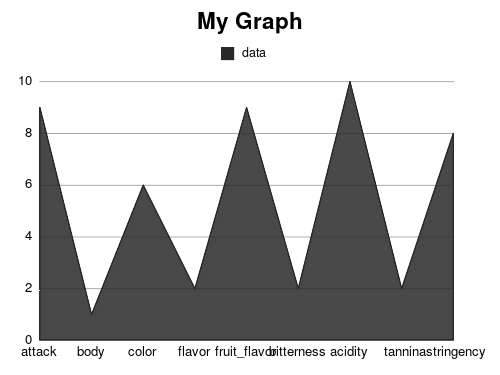 My Graph
data
10
8
6
4
2
0
attack body color flavor fruit_flavor bitterness acidity tannin astringency